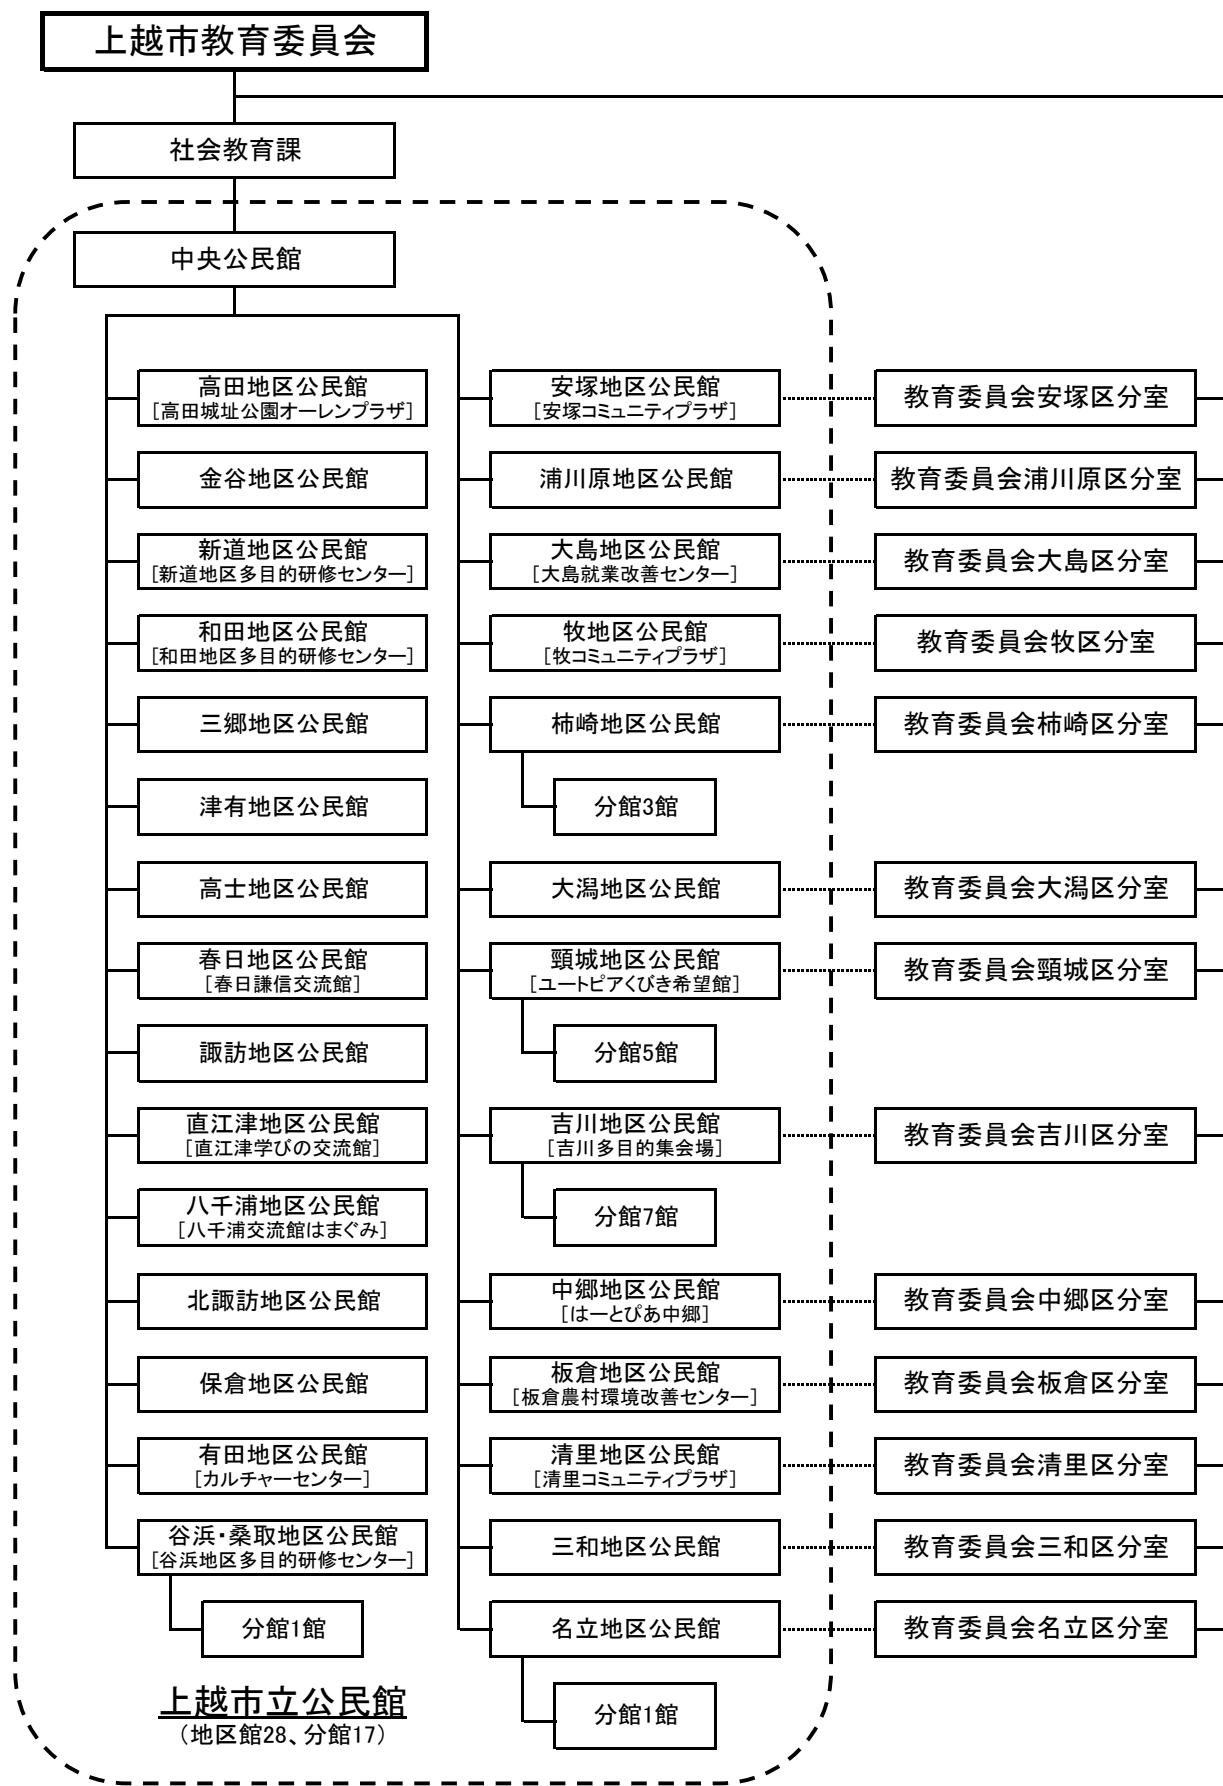 上越市教育委員会
社会教育課
中央公民館
高田地区公民館
[高田城址公園オーレンプラザ]
安塚地区公民館
[安塚コミュニティプラザ]
教育委員会安塚区分室
金谷地区公民館
浦川原地区公民館
教育委員会浦川原区分室
新道地区公民館
[新道地区多目的研修センター]
大島地区公民館
[大島就業改善センター]
教育委員会大島区分室
和田地区公民館
[和田地区多目的研修センター]
牧地区公民館
[牧コミュニティプラザ]
教育委員会牧区分室
三郷地区公民館
柿崎地区公民館
教育委員会柿崎区分室
津有地区公民館
分館3館
高士地区公民館
大潟地区公民館
教育委員会大潟区分室
春日地区公民館
[春日謙信交流館]
頸城地区公民館
[ユートピアくびき希望館]
教育委員会頸城区分室
諏訪地区公民館
分館5館
直江津地区公民館
[直江津学びの交流館]
吉川地区公民館
[吉川多目的集会場]
教育委員会吉川区分室
八千浦地区公民館
[八千浦交流館はまぐみ]
分館7館
北諏訪地区公民館
中郷地区公民館
[はーとぴあ中郷]
教育委員会中郷区分室
保倉地区公民館
板倉地区公民館
[板倉農村環境改善センター]
教育委員会板倉区分室
有田地区公民館
[カルチャーセンター]
清里地区公民館
[清里コミュニティプラザ]
教育委員会清里区分室
谷浜・桑取地区公民館
[谷浜地区多目的研修センター]
三和地区公民館
教育委員会三和区分室
分館1館
名立地区公民館
教育委員会名立区分室
分館1館
上越市立公民館
(地区館28、分館17)